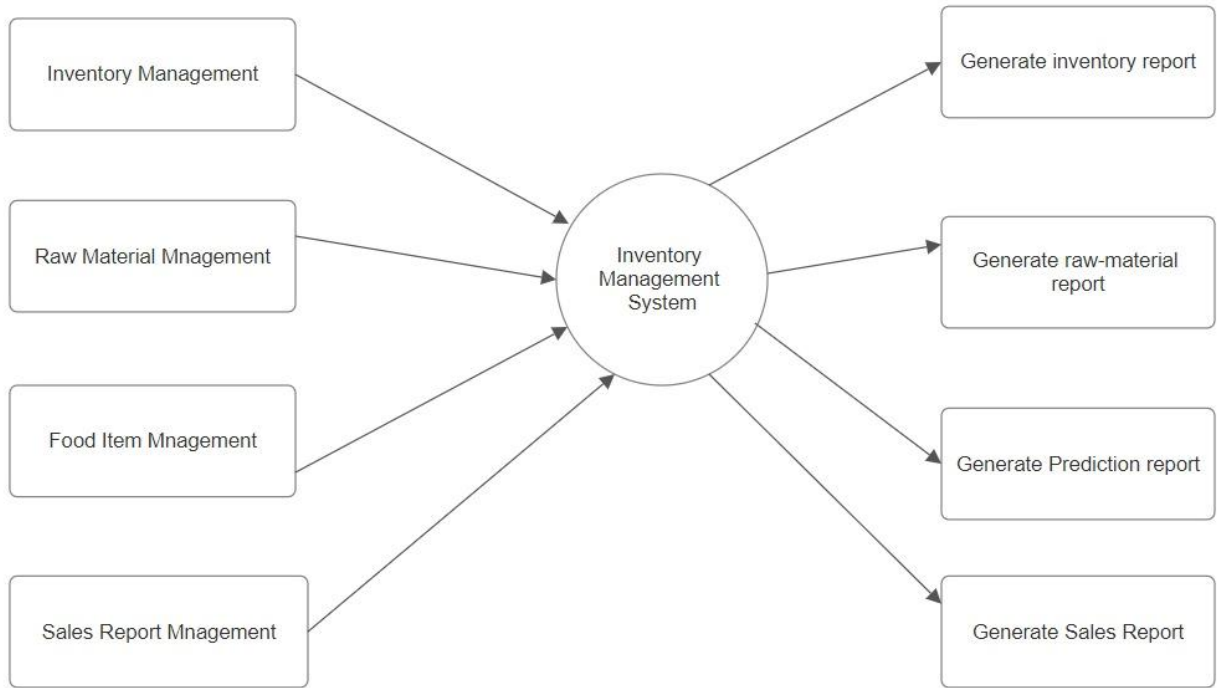 Inventory Management
Raw Material Mnagement
Food Item Mnagement
Sales Report Mnagement
Inventory
Management
System
Generate inventory report
Generate raw-material
report
Generate Prediction report
Generate Sales Report